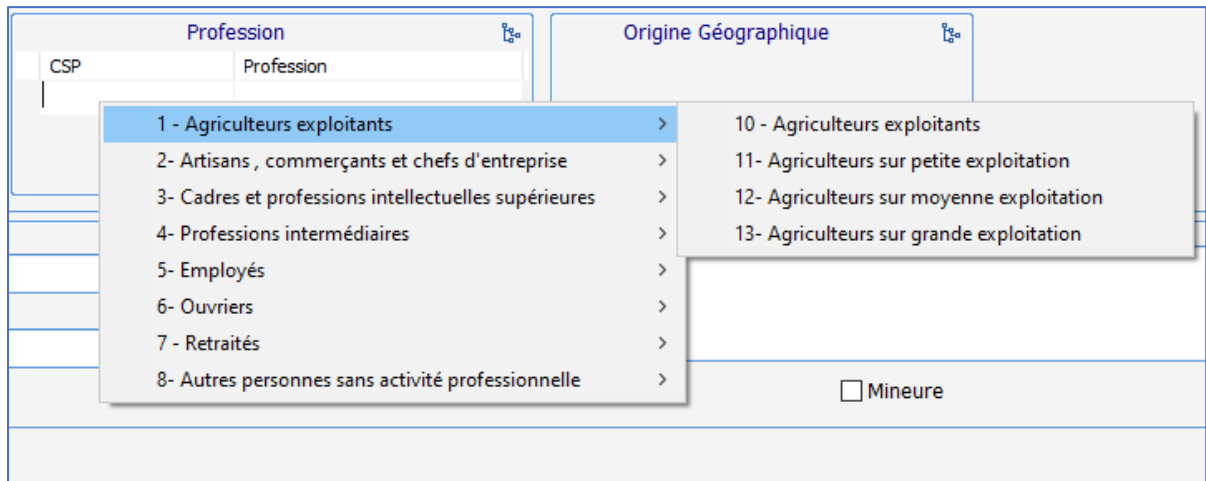 Profession
Origine Géographique
CSP
Profession
1 - Agriculteurs exploitants
2- Artisans , commerçants et chefs d'entreprise
3- Cadres et professions intellectuelles supérieures
4- Professions intermédiaires
5- Employés
6- Ouvriers
7 - Retraités
8- Autres personnes sans activité professionnelle
10 - Agriculteurs exploitants
11- Agriculteurs sur petite exploitation
12- Agriculteurs sur moyenne exploitation
13- Agriculteurs sur grande exploitation
Mineure